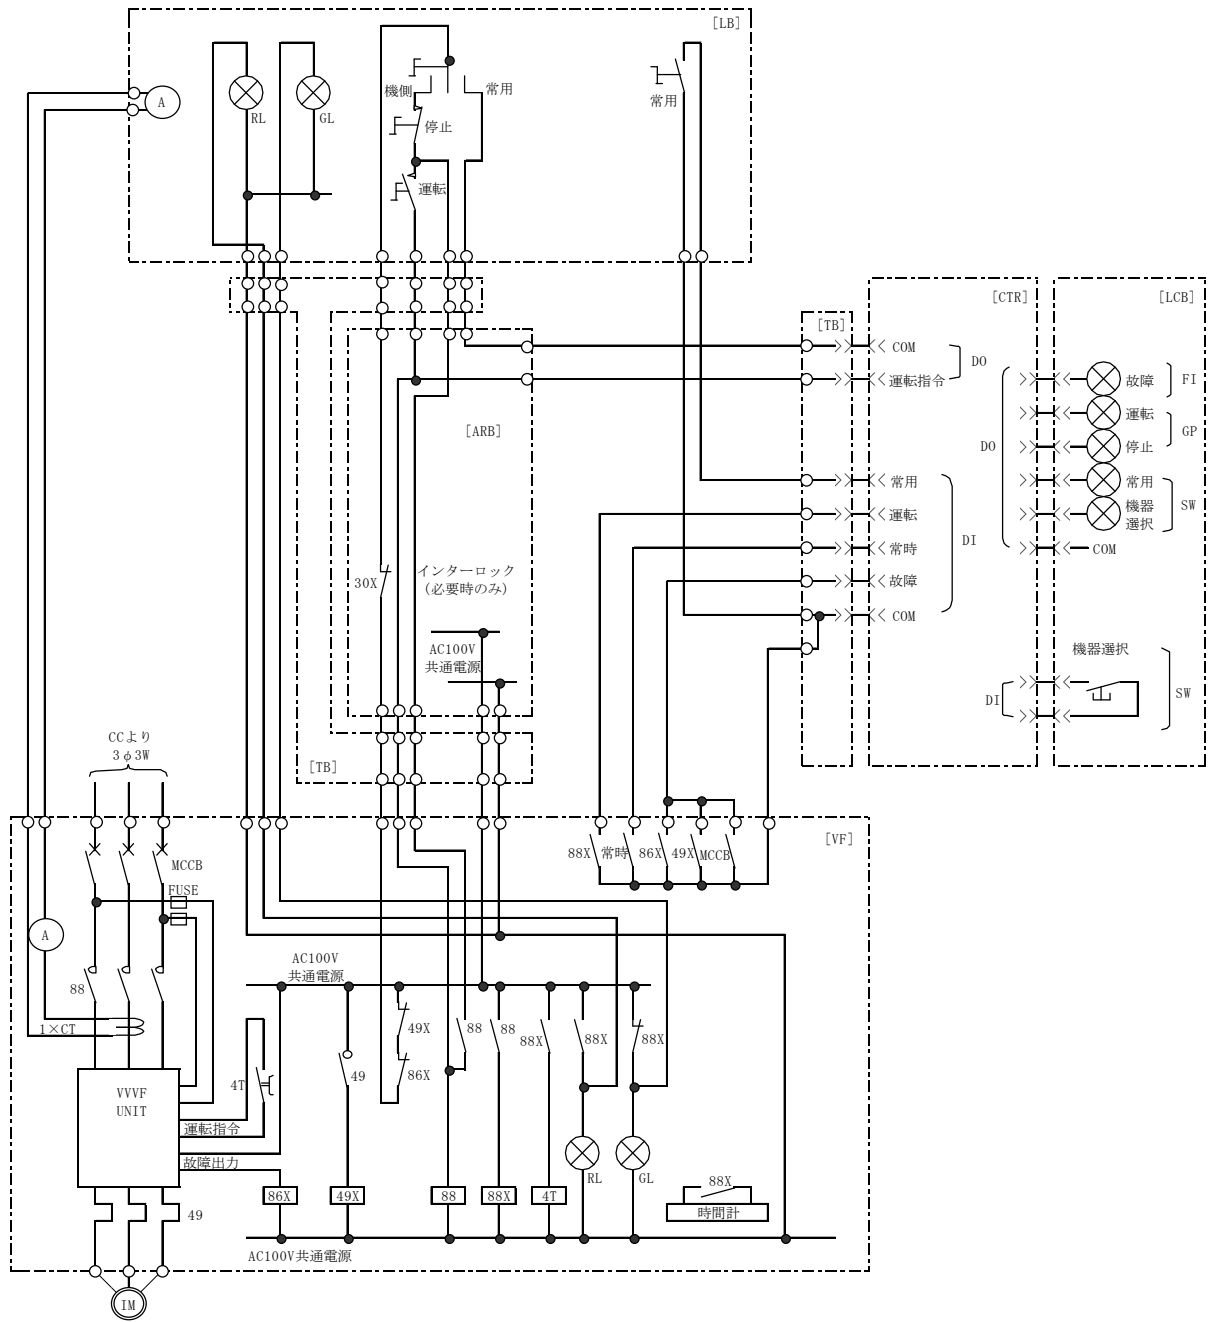 [LB]
A
RL
GL
機側
常用
停止
運転
常用
[TB]
[CTR]
[LCB]
COM
運転指令
DO
常用
運転
常時
故障
COM
DI
DO
故障
FI
運転
停止
GP
常用
機器
選択
SW
COM
機器選択
DI
SW
[ARB]
30X
インターロック
(必要時のみ)
AC100V
共通電源
[TB]
CCより
3φ3W
[VF]
88X
常時
86X
49X
MCCB
MCCB
FUSE
A
88
1×CT
VVVF
UNIT
4T
運転指令
故障出力
49
IM
AC100V
共通電源
49
49X
86X
88
88
88X
88X
88X
RL
GL
86X
49X
88
88X
4T
88X
時間計
AC100V共通電源